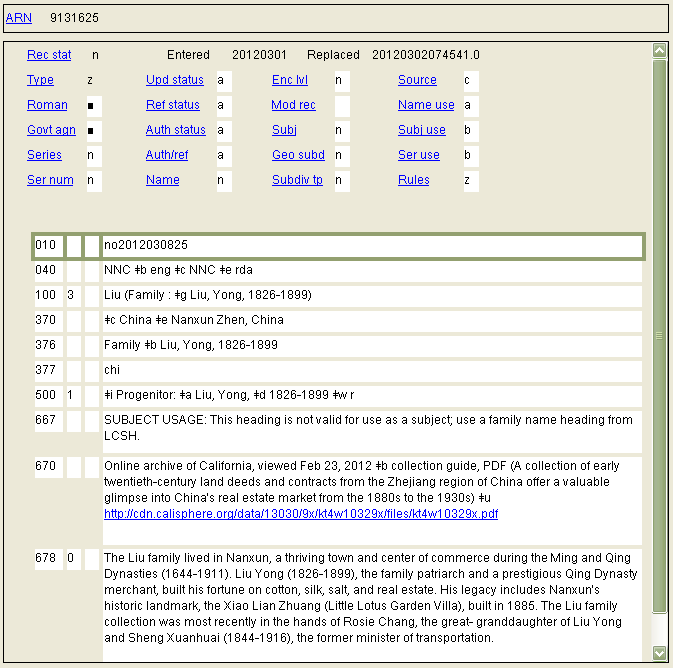 ARN 9131625
Rec stat n Entered 20120301 Replaced 20120302074541.0
Type z Upd status a Enc lvl n Source c
Roman ■ Ref status a Mod rec Name use a
Govt agn ■ Auth status a Subj n Subj use b
Series n Auth/ref a Geo subd n Ser use b
Ser num n Name n Subdiv tp n Rules z
010 no2012030825
040 NNC ǂb eng ǂc NNC ǂe rda
100 3 Liu (Family : ǂg Liu, Yong, 1826-1899)
370 ǂc China ǂe Nanxun Zhen, China
376 Family ǂb Liu, Yong, 1826-1899
377 chi
500 1 ǂi Progenitor: ǂa Liu, Yong, ǂd 1826-1899 ǂw r
667 SUBJECT USAGE: This heading is not valid for use as a subject; use a family name heading from
LCSH.
670 Online archive of California, viewed Feb 23, 2012 ǂb collection guide, PDF (A collection of early
twentieth-century land deeds and contracts from the Zhejiang region of China offer a valuable
glimpse into China's real estate market from the 1880s to the 1930s) ǂu
http://cdn.calisphere.org/data/13030/9x/kt4w10329x/files/kt4w10329x.pdf
678 0 The Liu family lived in Nanxun, a thriving town and center of commerce during the Ming and Qing
Dynasties (1644-1911). Liu Yong (1826-1899), the family patriarch and a prestigious Qing Dynasty
merchant, built his fortune on cotton, silk, salt, and real estate. His legacy includes Nanxun's
historic landmark, the Xiao Lian Zhuang (Little Lotus Garden Villa), built in 1885. The Liu family
collection was most recently in the hands of Rosie Chang, the great- granddaughter of Liu Yong
and Sheng Xuanhuai (1844-1916), the former minister of transportation.